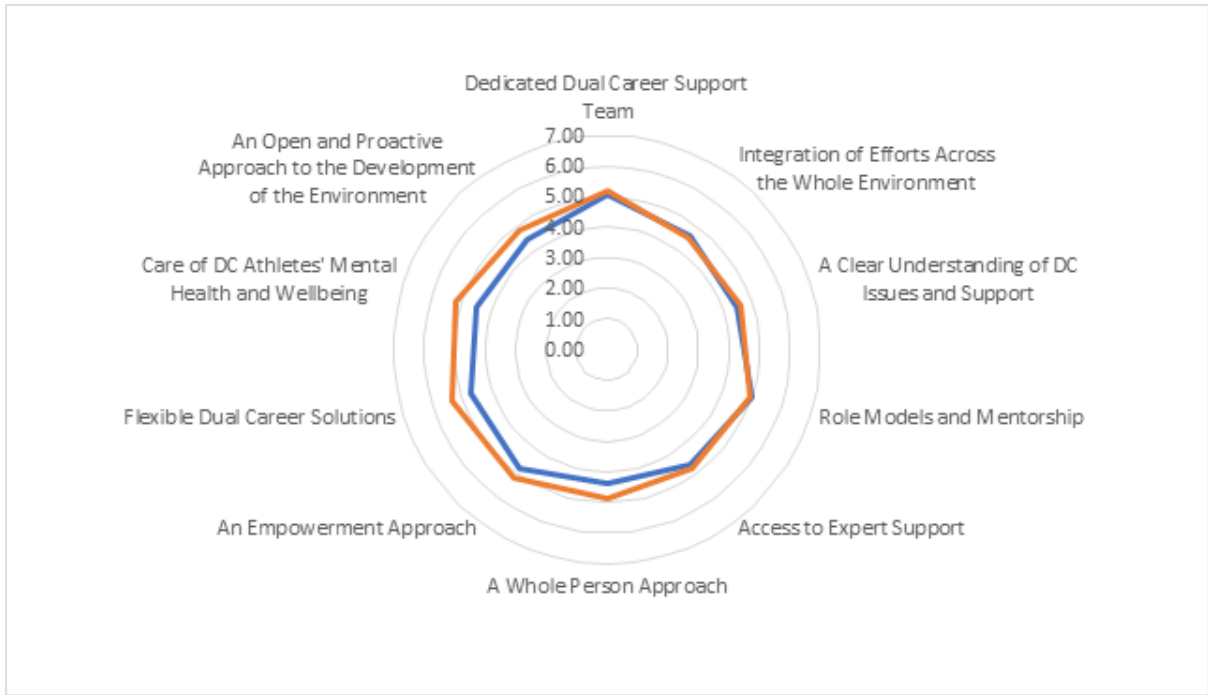 Dedicated Dual Career Support
Team
7.00
6.00
5.00
4.00
3.00
2.00
1.00
0.00
Integration of Efforts Across
the Whole Environment
A Clear Understanding of DC
Issues and Support
Role Models and Mentorship
Access to Expert Support
A Whole Person Approach
An Empowerment Approach
Flexible Dual Career Solutions
Care of DC Athletes' Mental
Health and Wellbeing
An Open and Proactive
Approach to the Development
of the Environment